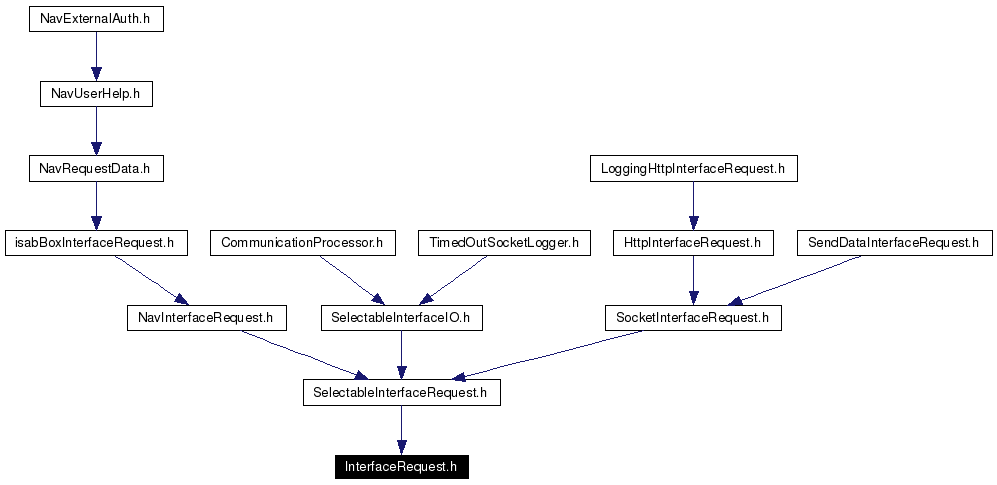 NavExternalAuth.h
NavUserHelp.h
NavRequestData.h
LoggingHttpInterfaceRequest.h
isabBoxInterfaceRequest.h
CommunicationProcessor.h
TimedOutSocketLogger.h
HttpInterfaceRequest.h
SendDataInterfaceRequest.h
NavInterfaceRequest.h
SelectableInterfaceIO.h
SocketInterfaceRequest.h
SelectableInterfaceRequest.h
InterfaceRequest.h